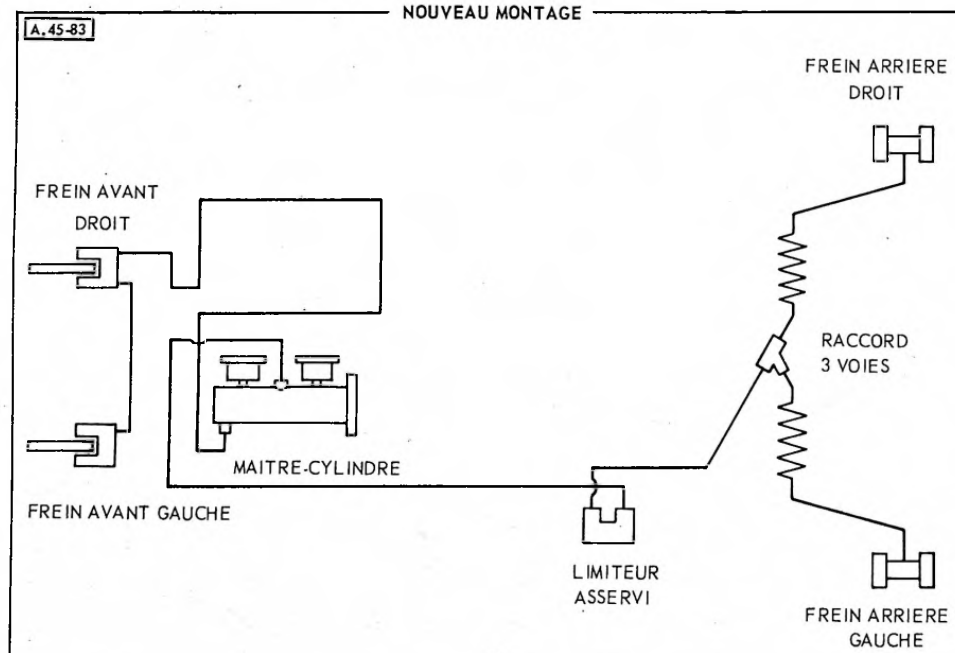 NOUVEAU MONTAGE
A.45-83
FREIN ARRIERE
DROIT
FREIN AVANT
DROIT
RACCORD
3 VOIES
MAITRE-CYLINDRE
FREIN AVANT GAUCHE
LIMITEUR
ASSERVI
FREIN ARRIERE
GAUCHE